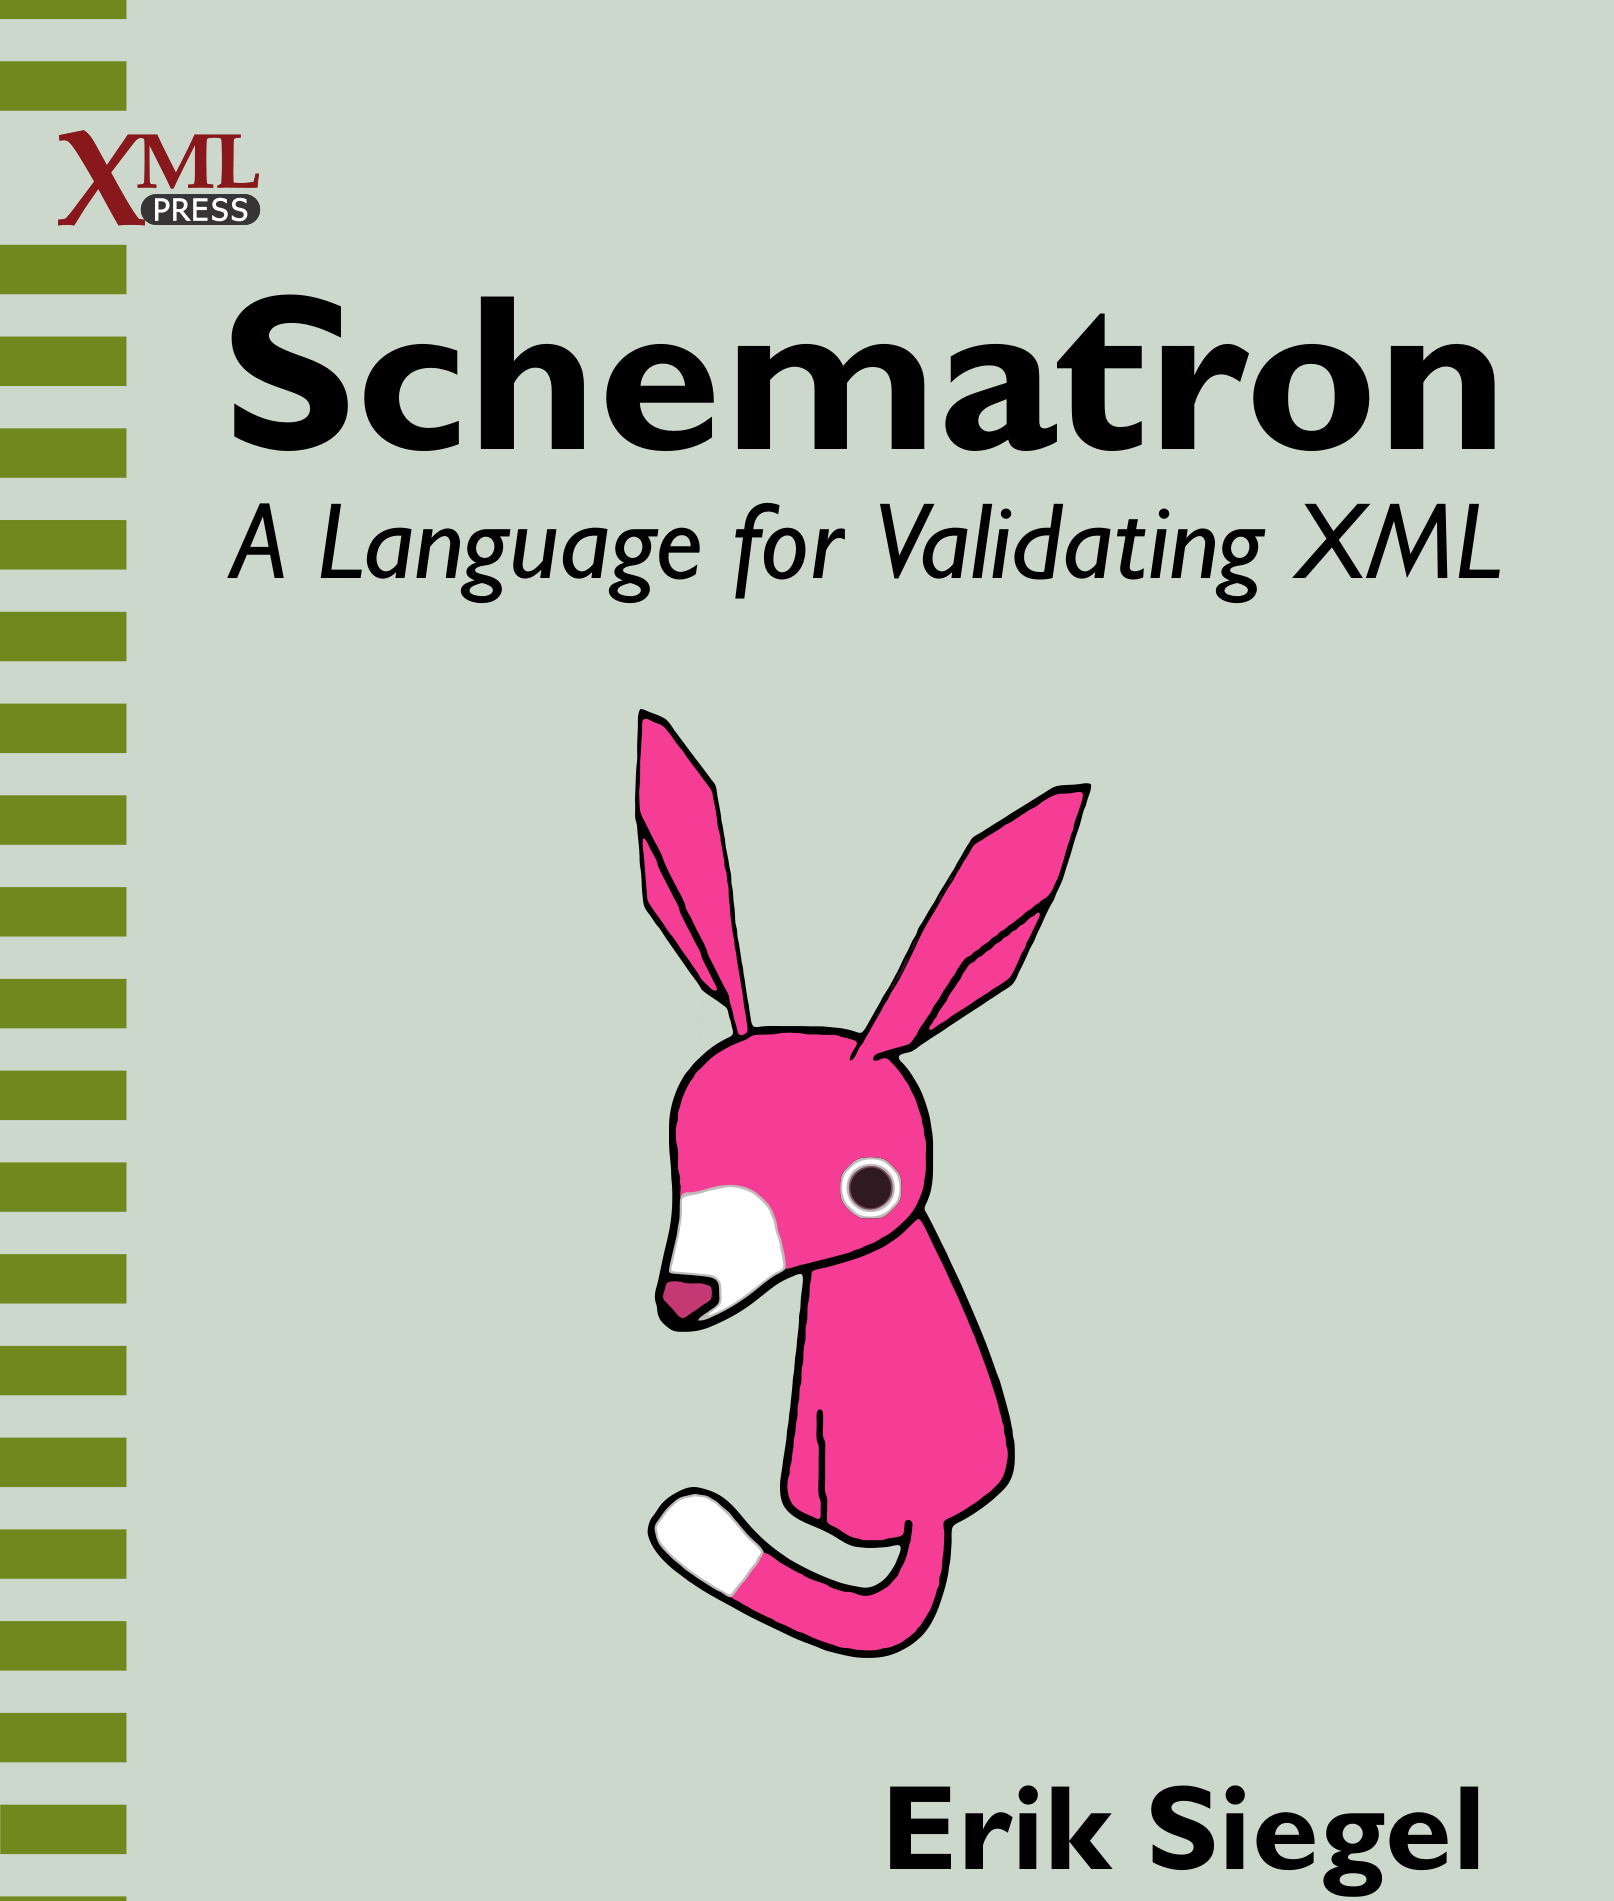 XML
PRESS
Schematron
A Language for Validating XML
Erik Siegel